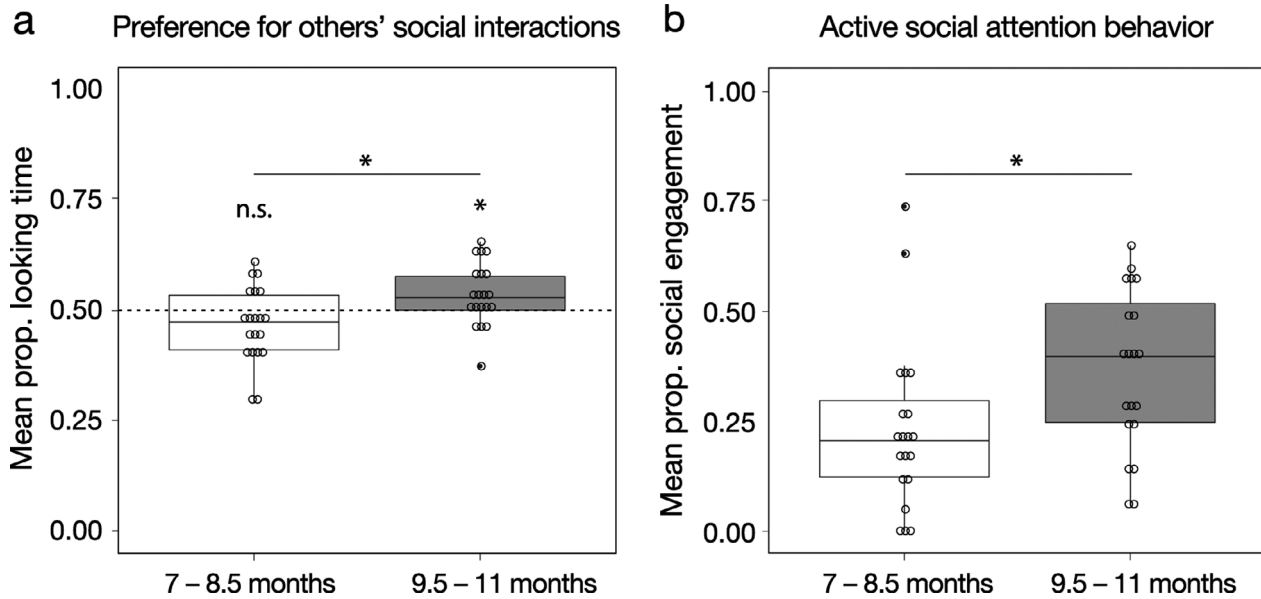 a Preference for others' social interactions
Mean prop. looking time
1.00
0.75
0.50
0.25
0.00
*
n.s.
*
7 – 8.5 months 9.5 – 11 months
b Active social attention behavior
Mean prop. social engagement
1.00
0.75
0.50
0.25
0.00
*
7 – 8.5 months 9.5 – 11 months